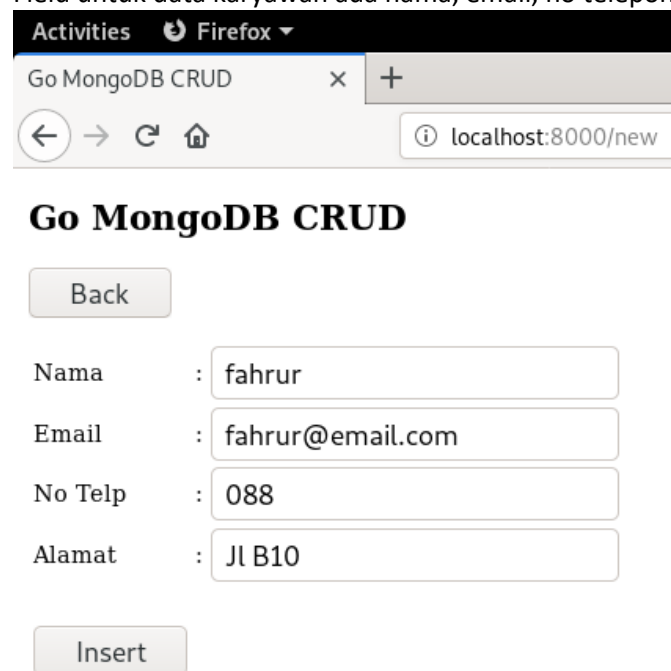 Activities Firefox
Go MongoDB CRUD × +
localhost:8000/new
Go MongoDB CRUD
Back
Nama : fahrur
Email : fahrur@email.com
No Telp : 088
Alamat : Jl B10
Insert